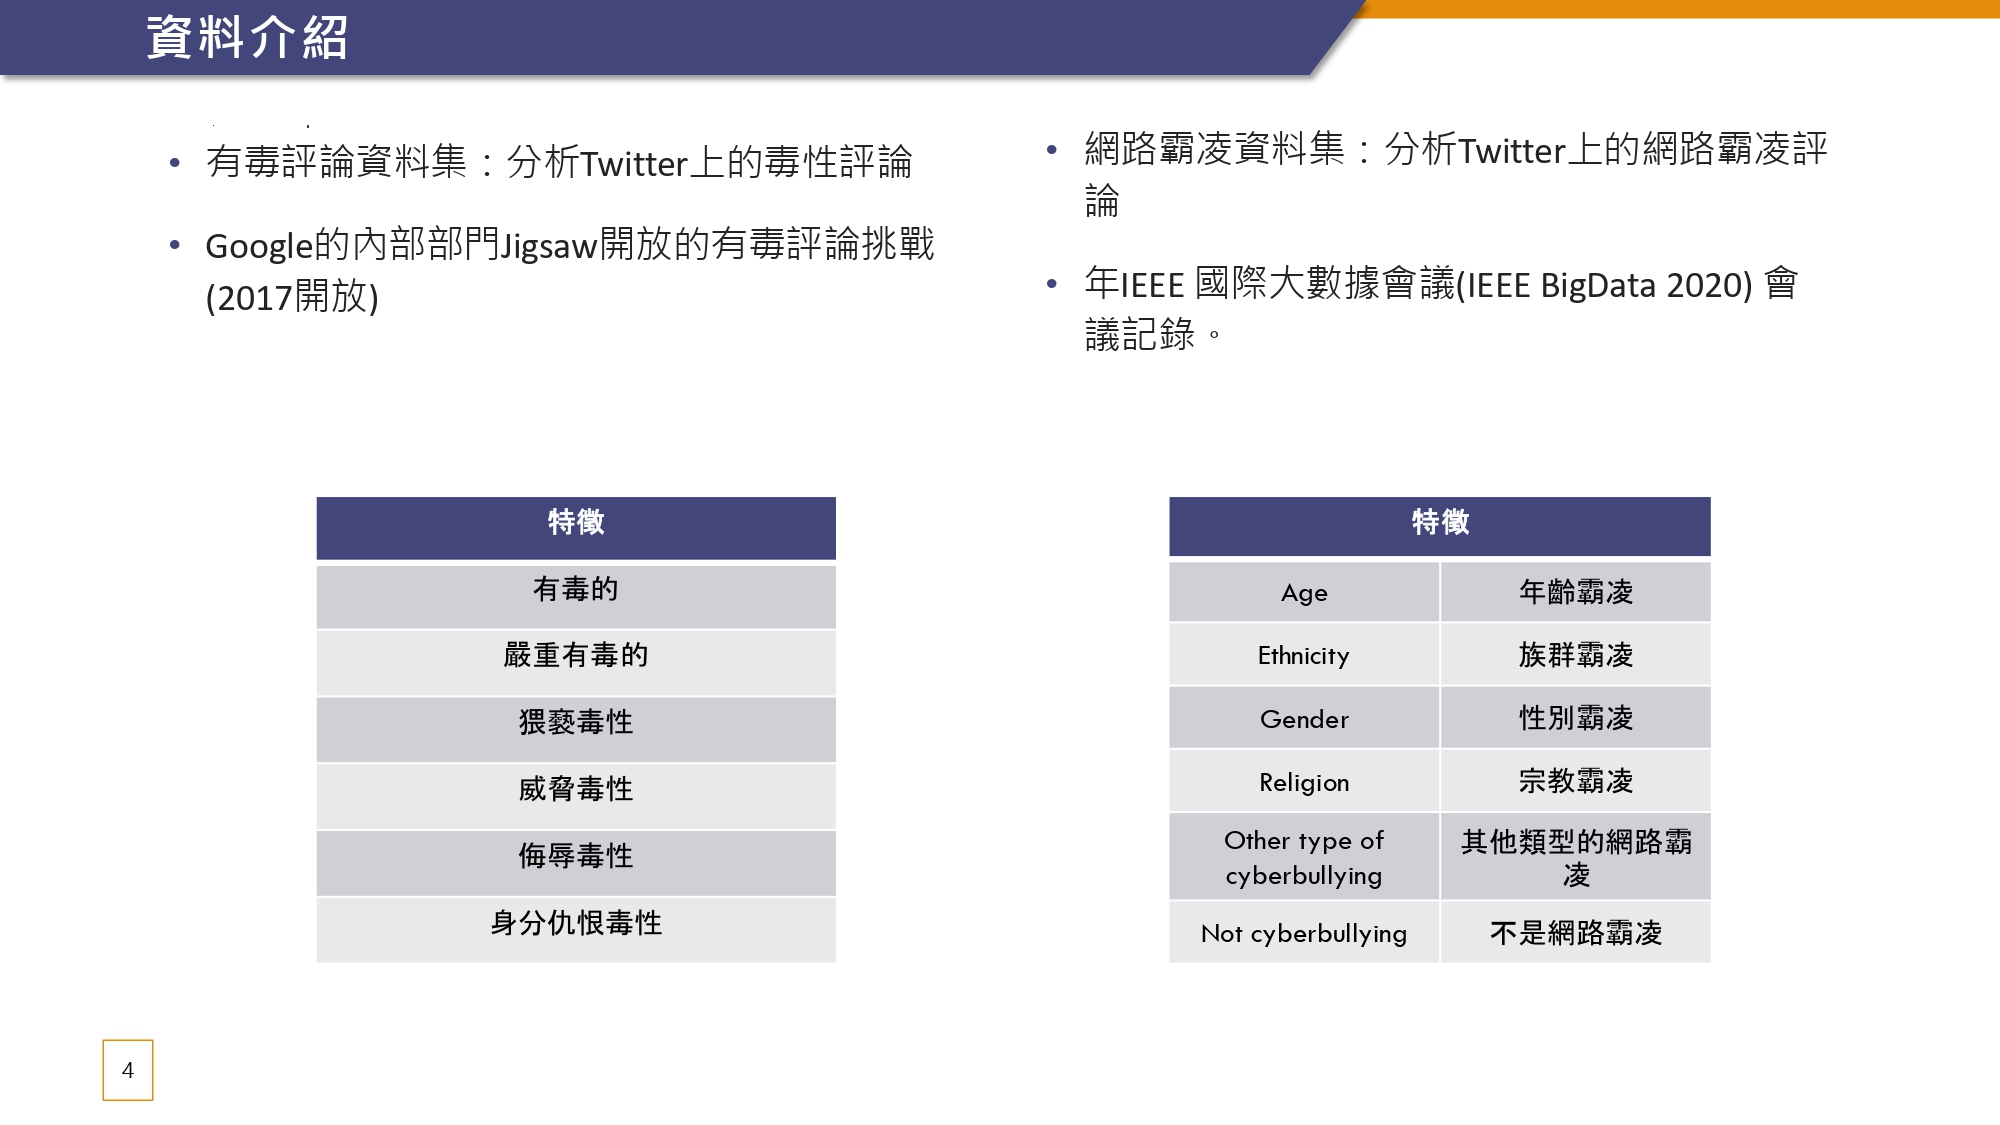 資料介紹
• 有毒評論資料集：分析Twitter上的毒性評論
• Google的內部部門Jigsaw開放的有毒評論挑戰
(2017開放)
• 網路霸凌資料集：分析Twitter上的網路霸凌評
論
• 年IEEE 國際大數據會議(IEEE BigData 2020) 會
議記錄。
特徵
有毒的
嚴重有毒的
猥褻毒性
威脅毒性
侮辱毒性
身分仇恨毒性
特徵
Age 年齡霸凌
Ethnicity 族群霸凌
Gender 性別霸凌
Religion 宗教霸凌
Other type of
cyberbullying
其他類型的網路霸
凌
Not cyberbullying 不是網路霸凌
4